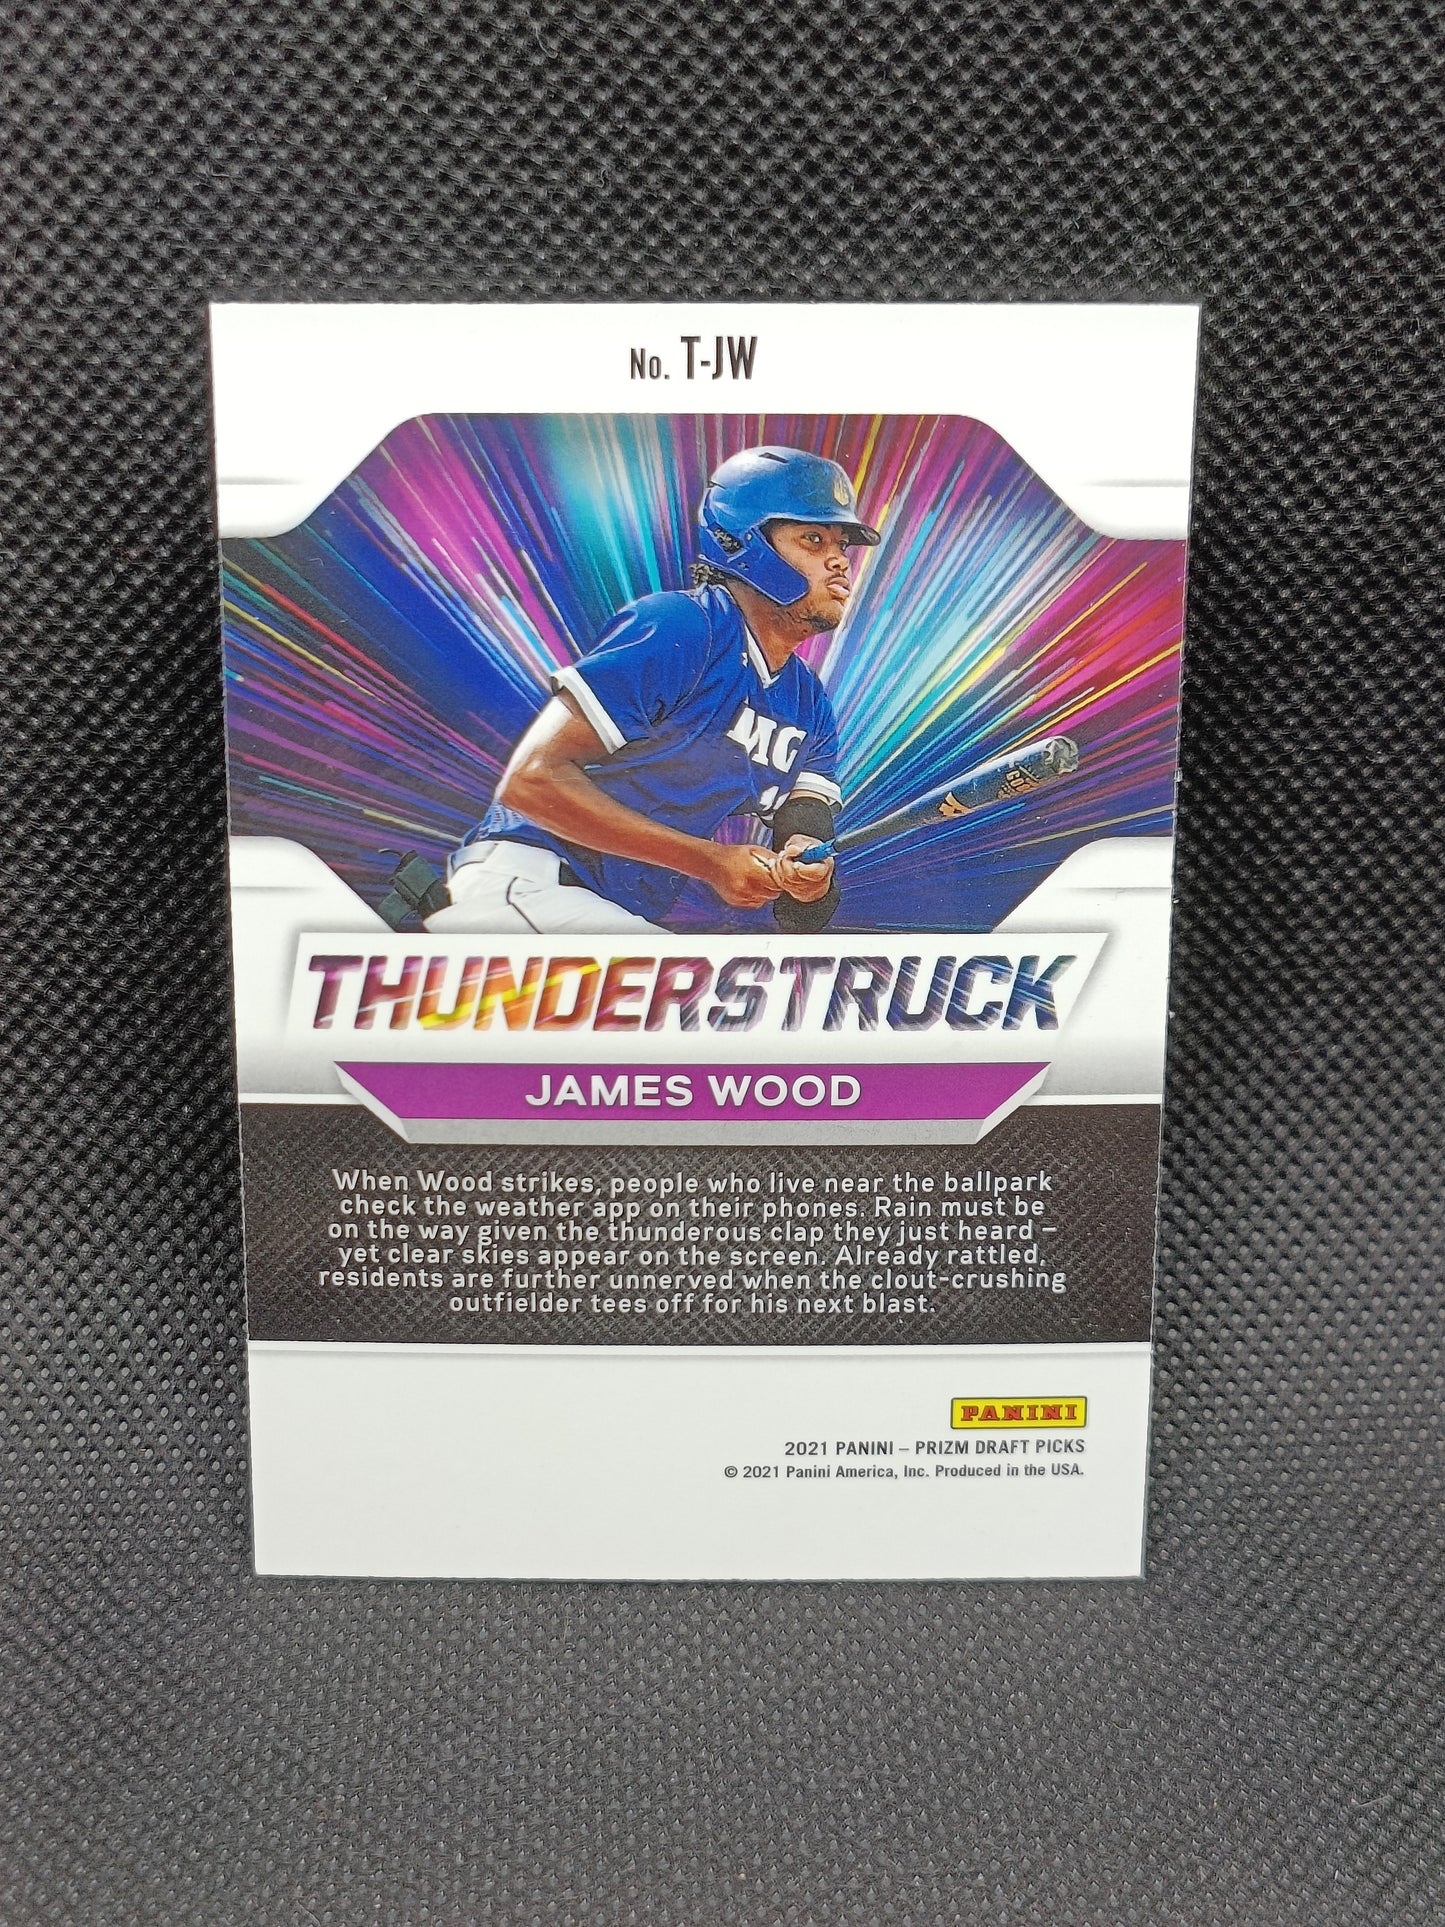 No. T-JW
MG
THUNDERSTRUCK
JAMES WOOD
When Wood strikes, people who live near the ballpark
check the weather app on their phones. Rain must be
on the way given the thunderous clap they just heard –
yet clear skies appear on the screen. Already rattled,
residents are further unnerved when the clout-crushing
outfielder tees off for his next blast.
PANINI
2021 PANINI – PRIZM DRAFT PICKS
© 2021 Panini America, Inc. Produced in the USA.